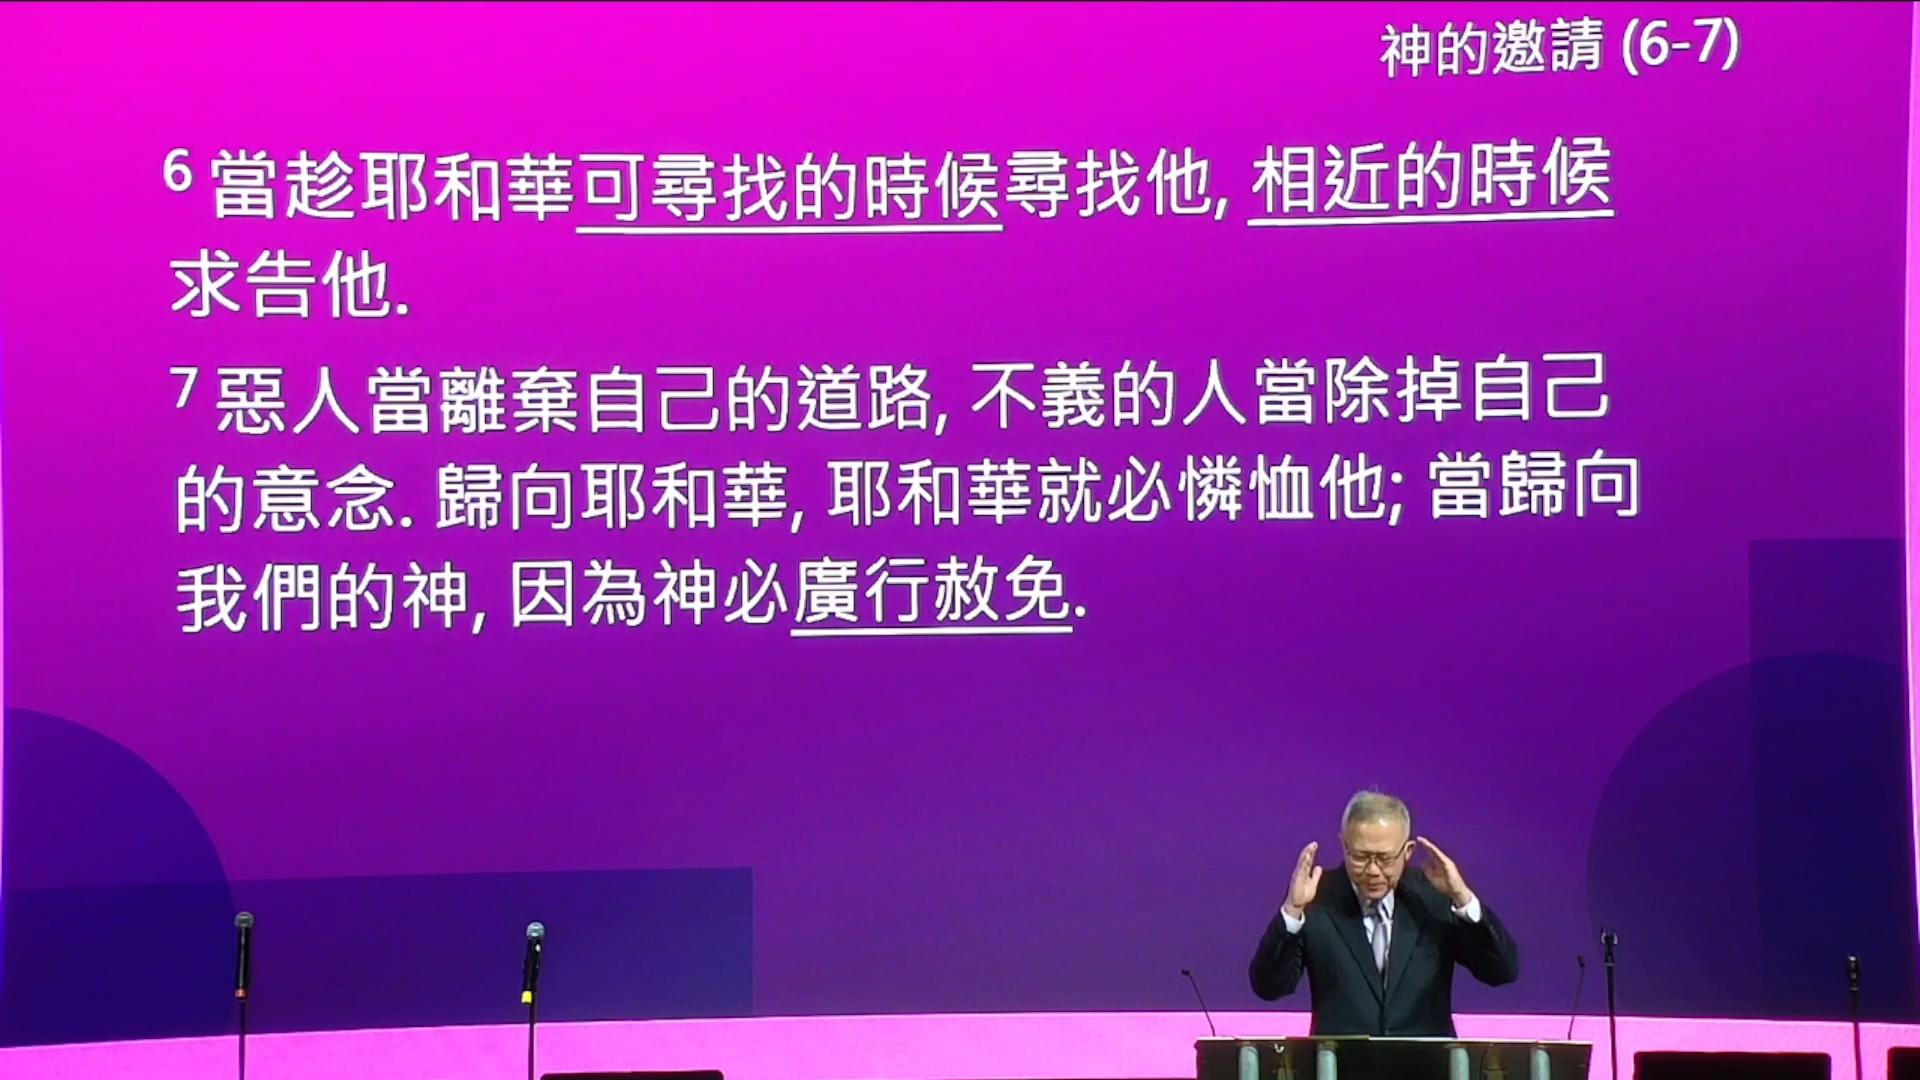 神的邀請 (6-7)
6 當趁耶和華可尋找的時候尋找他, 相近的時候
求告他.
7 惡人當離棄自己的道路, 不義的人當除掉自己
的意念. 歸向耶和華, 耶和華就必憐恤他; 當歸向
我們的神, 因為神必廣行赦免.